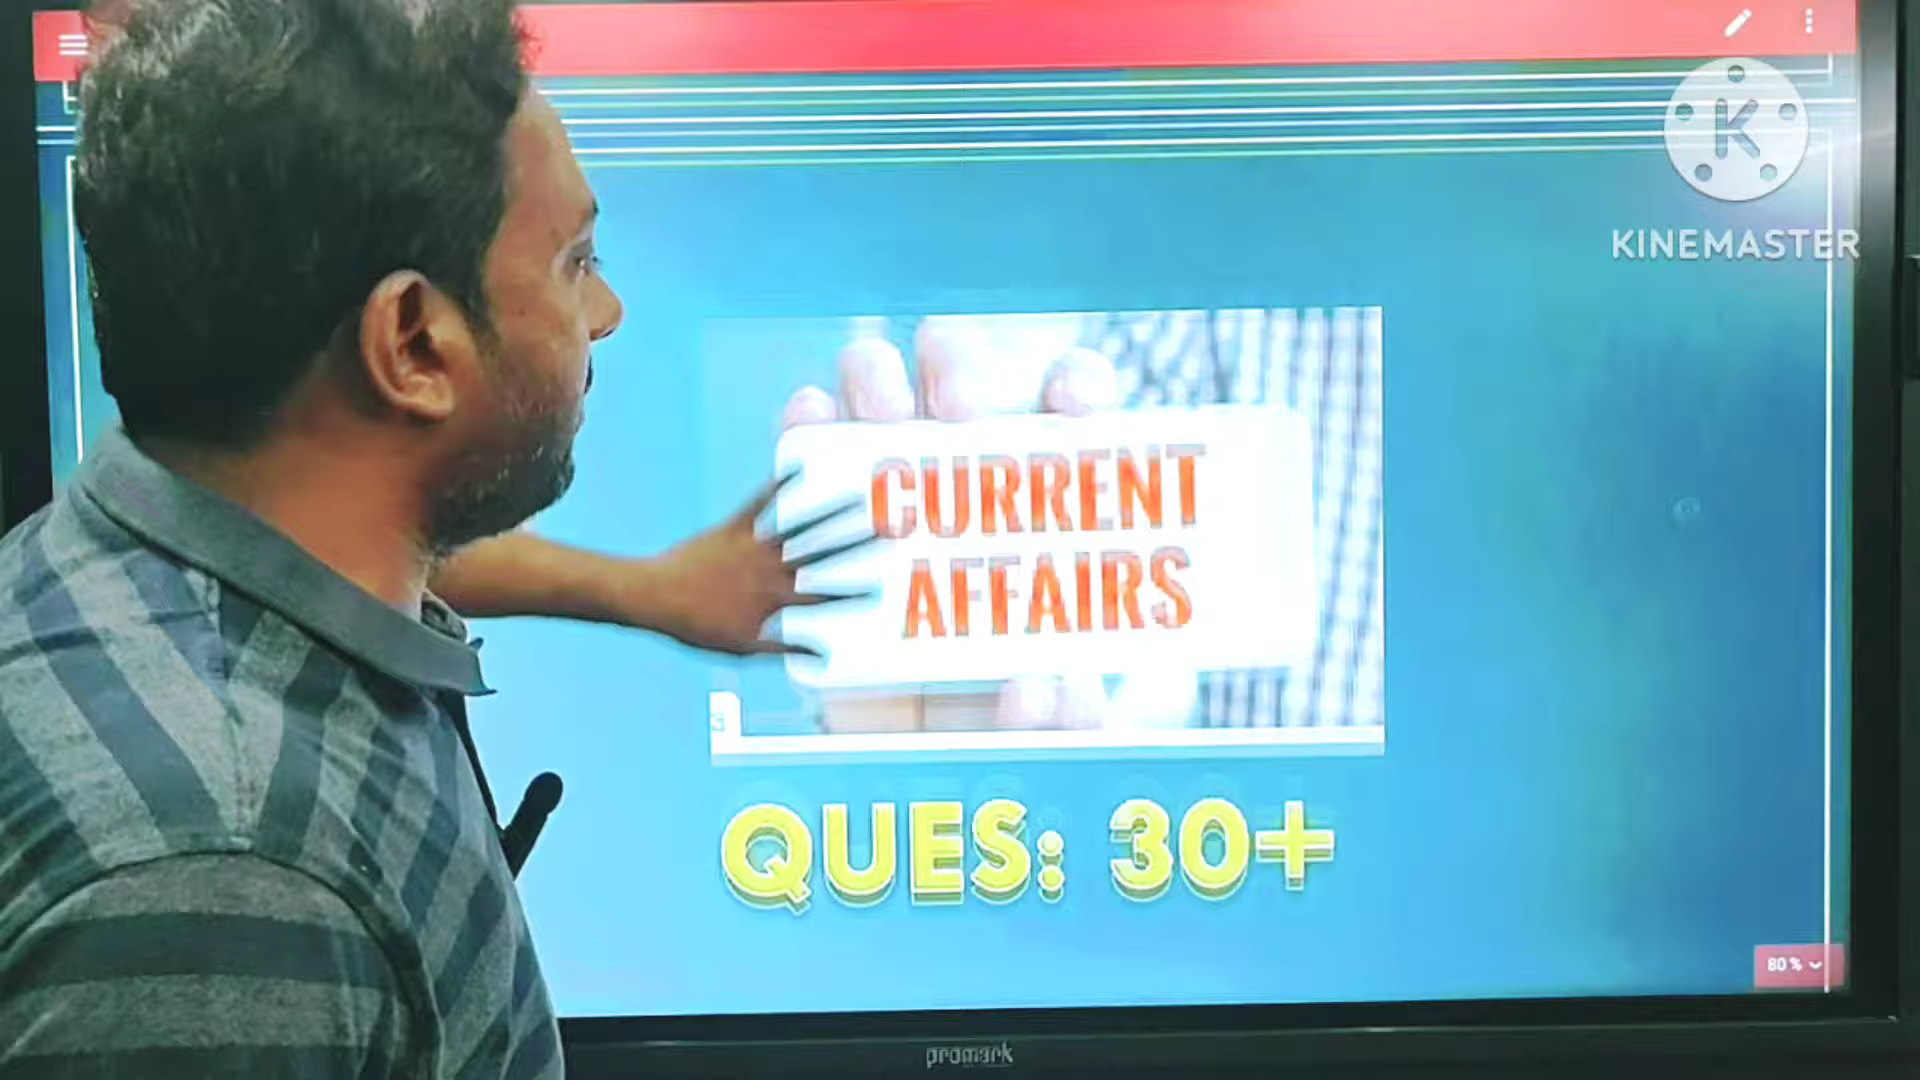 K
KINEMASTER
CURRENT
AFFAIRS
QUES: 30+
80 %
promark